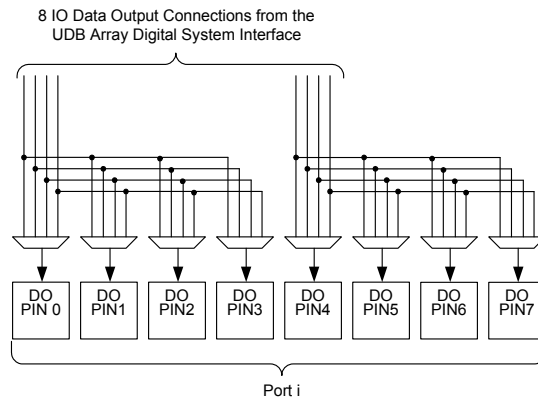 8 IO Data Output Connections from the
UDB Array Digital System Interface
DO
PIN 0
DO
PIN1
DO
PIN2
DO
PIN3
DO
PIN4
DO
PIN5
DO
PIN6
DO
PIN7
Port i